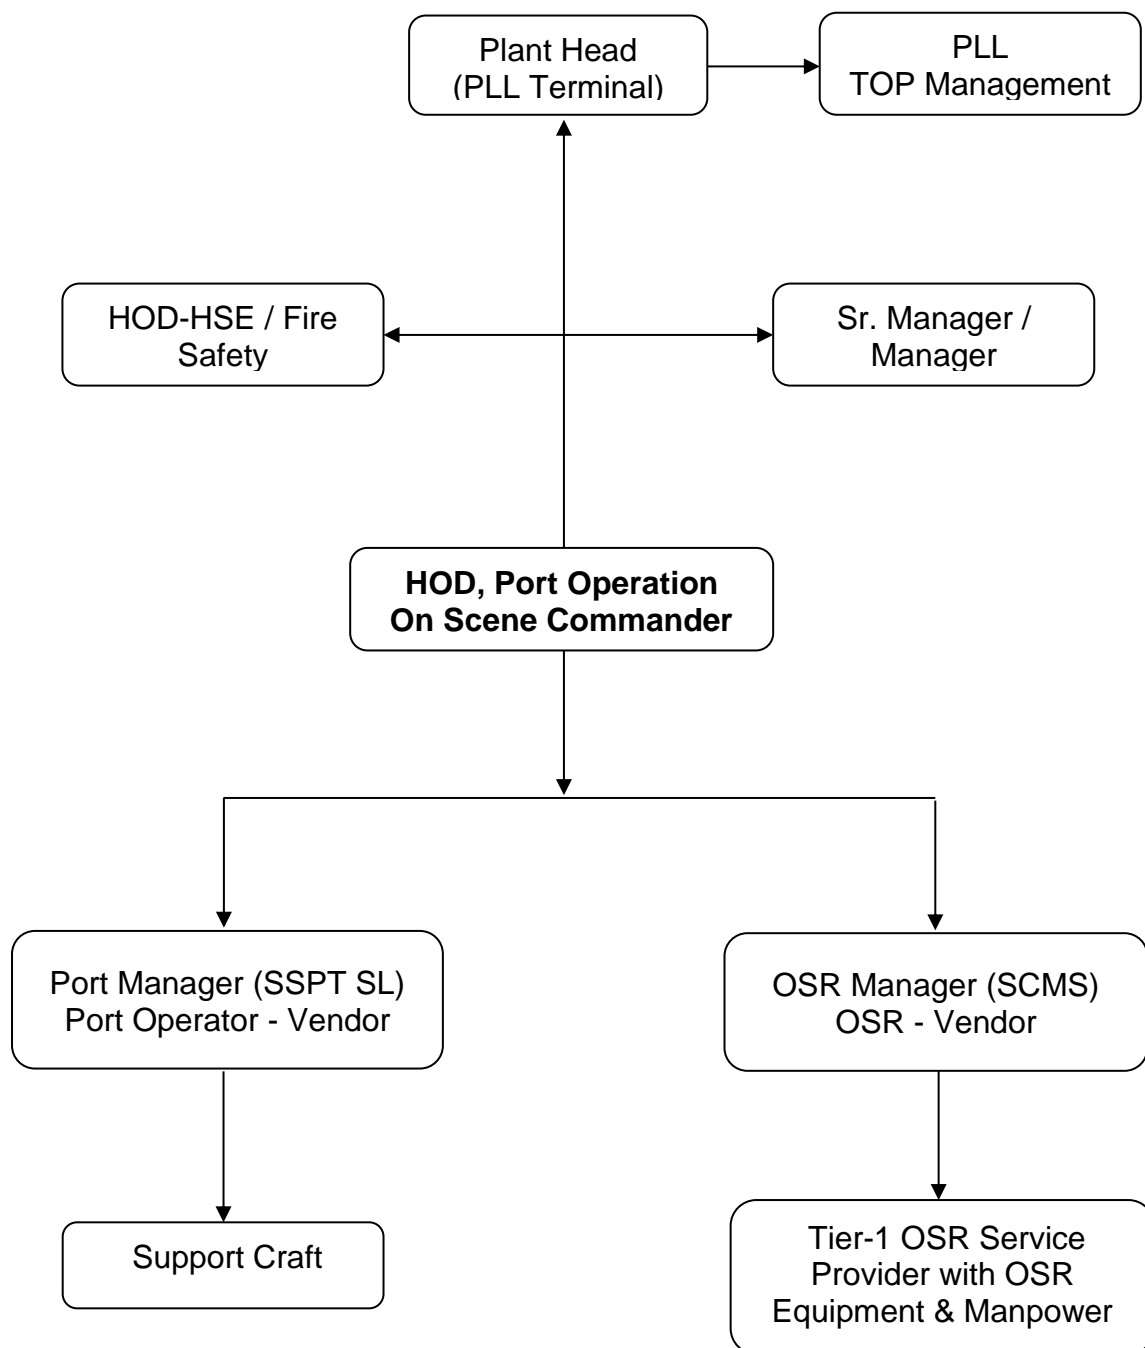 Plant Head
(PLL Terminal)
PLL
TOP Management
HOD-HSE / Fire
Safety
Sr. Manager /
Manager
HOD, Port Operation
On Scene Commander
Port Manager (SSPT SL)
Port Operator - Vendor
OSR Manager (SCMS)
OSR - Vendor
Support Craft
Tier-1 OSR Service
Provider with OSR
Equipment & Manpower